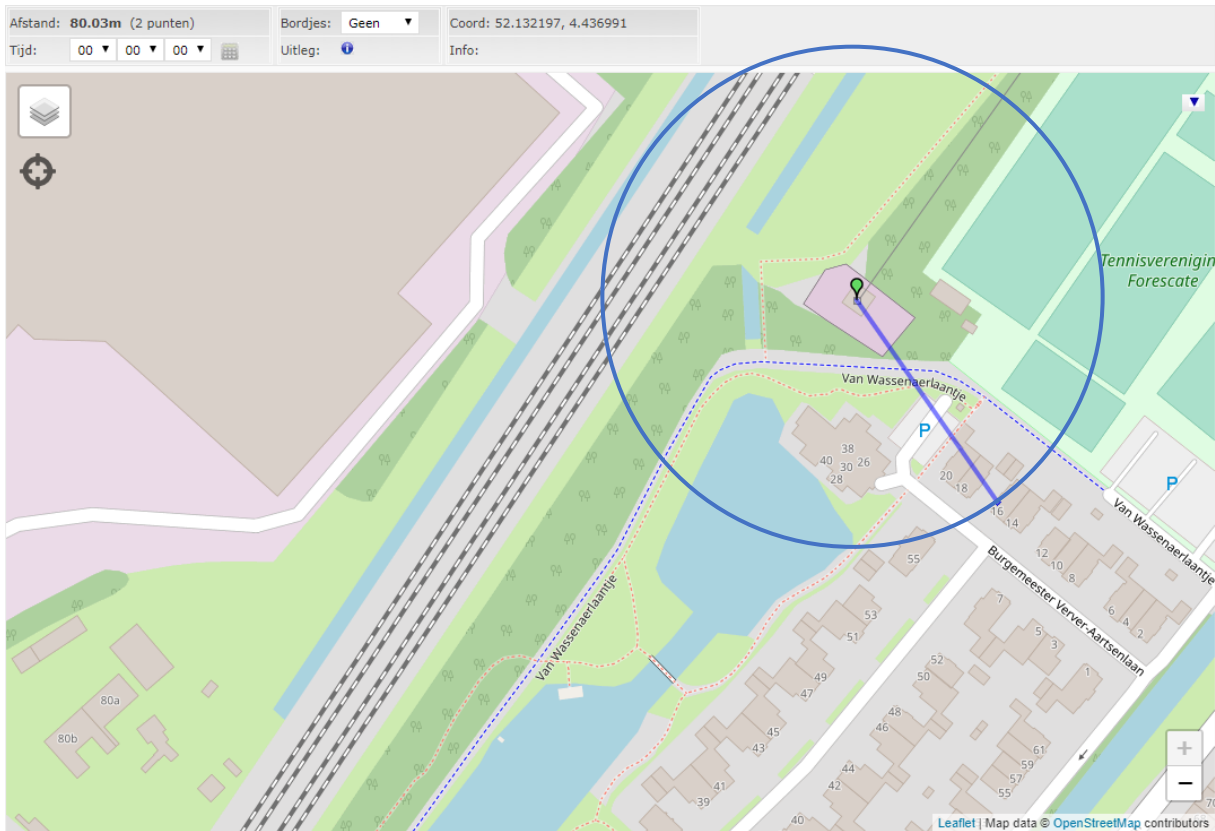 Afstand: 80.03m (2 punten)
Bordjes: Geen
Coord: 52.132197, 4.436991
Tijd: 00 00 00
Uitleg:
Info:
Tennisverenigin
Forescate
Van Wassenaerlaantje
P
38
40 30 26
28
20
18
P
16
14
Van Wassenaerlaantje
12
10
8
6
4
2
55
Burgemeester Verver-Aartsenlaan
7
5
3
1
53
51
Van Wassenaerlaantje
52
50
49
47
48
46
45
43
80a
80b
61
59
57
55
44
42
41
39
40
+
−
Leaflet | Map data © OpenStreetMap contributors